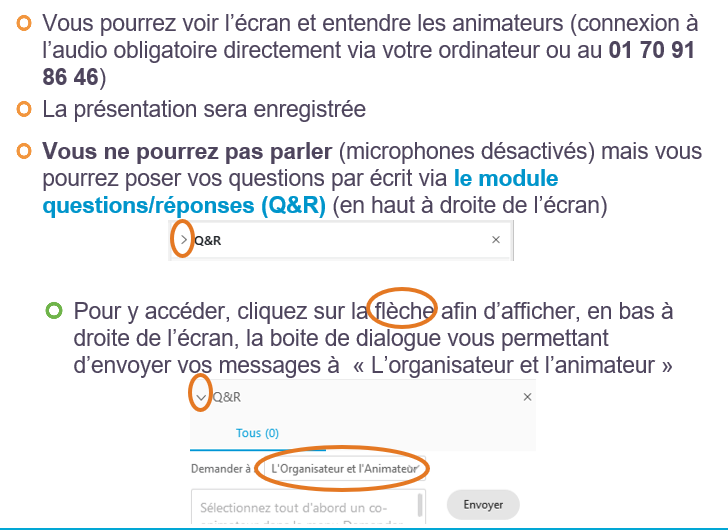 Vous pourrez voir l’écran et entendre les animateurs (connexion à
l’audio obligatoire directement via votre ordinateur ou au 01 70 91
86 46)
La présentation sera enregistrée
Vous ne pourrez pas parler (microphones désactivés) mais vous
pourrez poser vos questions par écrit via le module
questions/réponses (Q&R) (en haut à droite de l’écran)
Q&R
Pour y accéder, cliquez sur la flèche afin d’afficher, en bas à
droite de l’écran, la boite de dialogue vous permettant
d’envoyer vos messages à « L’organisateur et l’animateur »
Q&R
Tous (0)
Demander à : L'Organisateur et l'Animateur
Sélectionnez tout d'abord un co-
Envoyer